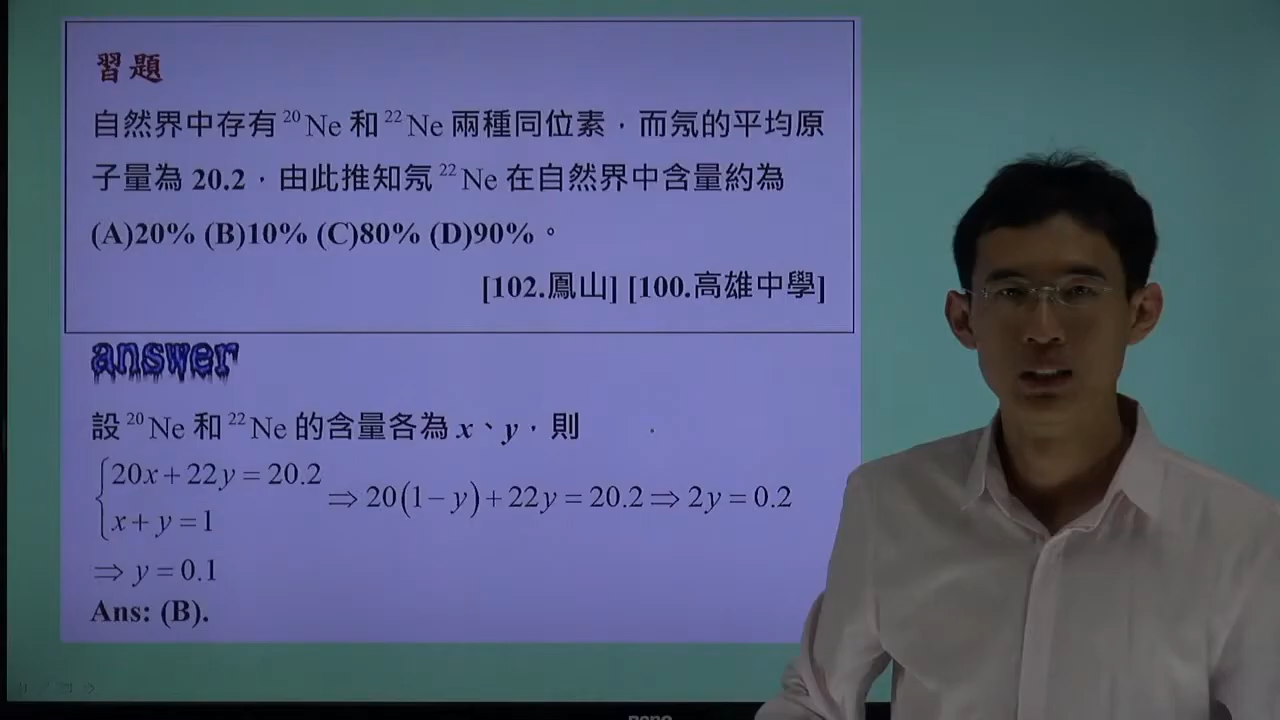 習題
自然界中存有 ²⁰Ne 和 ²²Ne 兩種同位素,而氖的平均原
子量為 20.2,由此推知氖 ²²Ne 在自然界中含量約為
(A)20% (B)10% (C)80% (D)90%。
[102.鳳山] [100.高雄中學]
answer
設 ²⁰Ne 和 ²²Ne 的含量各為 x、y,則
20x + 22y = 20.2
x + y = 1
⇒ 20(1 − y) + 22y = 20.2 ⇒ 2y = 0.2
⇒ y = 0.1
Ans: (B).